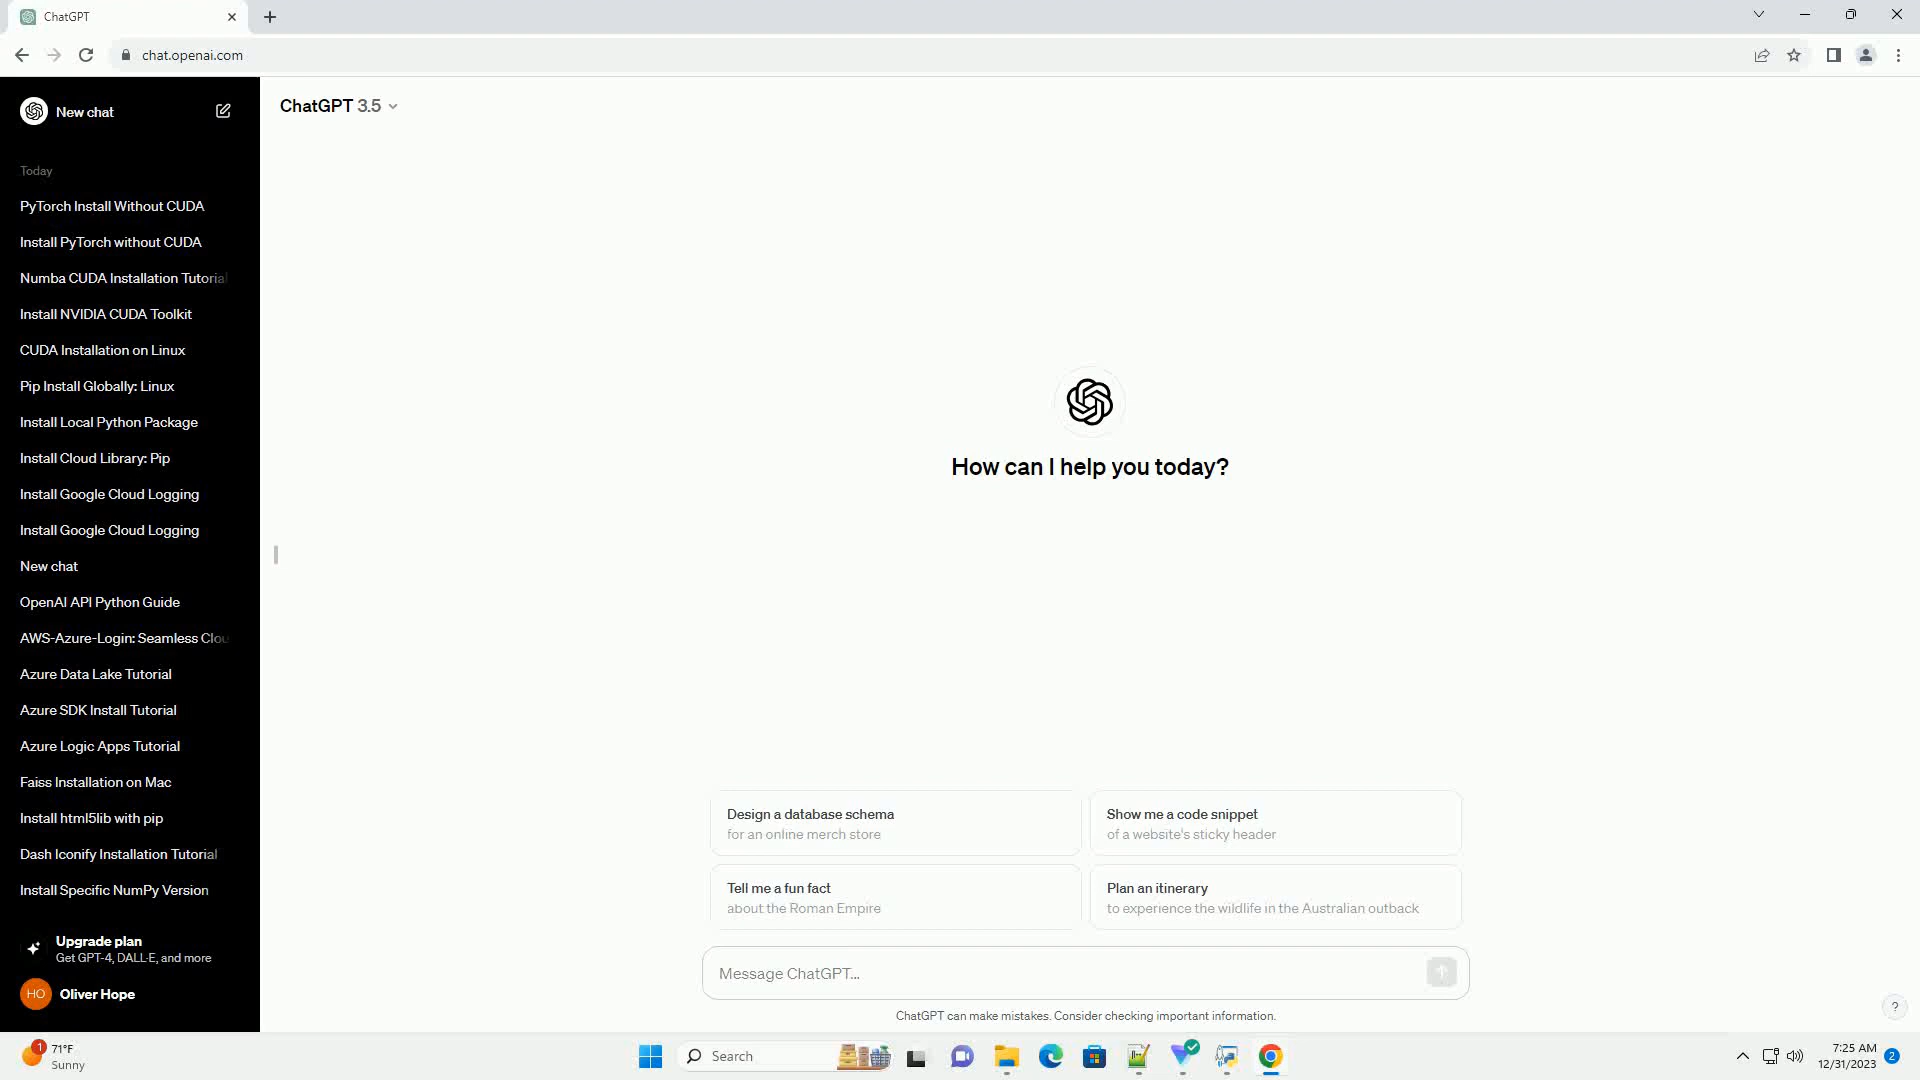 ChatGPT
chat.openai.com
New chat
ChatGPT 3.5
Today
PyTorch Install Without CUDA
Install PyTorch without CUDA
Numba CUDA Installation Tutorial
Install NVIDIA CUDA Toolkit
CUDA Installation on Linux
Pip Install Globally: Linux
Install Local Python Package
Install Cloud Library: Pip
Install Google Cloud Logging
Install Google Cloud Logging
New chat
OpenAI API Python Guide
AWS-Azure-Login: Seamless Clou
Azure Data Lake Tutorial
Azure SDK Install Tutorial
Azure Logic Apps Tutorial
Faiss Installation on Mac
Install html5lib with pip
Dash Iconify Installation Tutorial
Install Specific NumPy Version
Upgrade plan
Get GPT-4, DALL·E, and more
HO
Oliver Hope
How can I help you today?
Design a database schema
for an online merch store
Show me a code snippet
of a website's sticky header
Tell me a fun fact
about the Roman Empire
Plan an itinerary
to experience the wildlife in the Australian outback
Message ChatGPT...
ChatGPT can make mistakes. Consider checking important information.
?
1
71°F
Sunny
Search
7:25 AM
12/31/2023
2